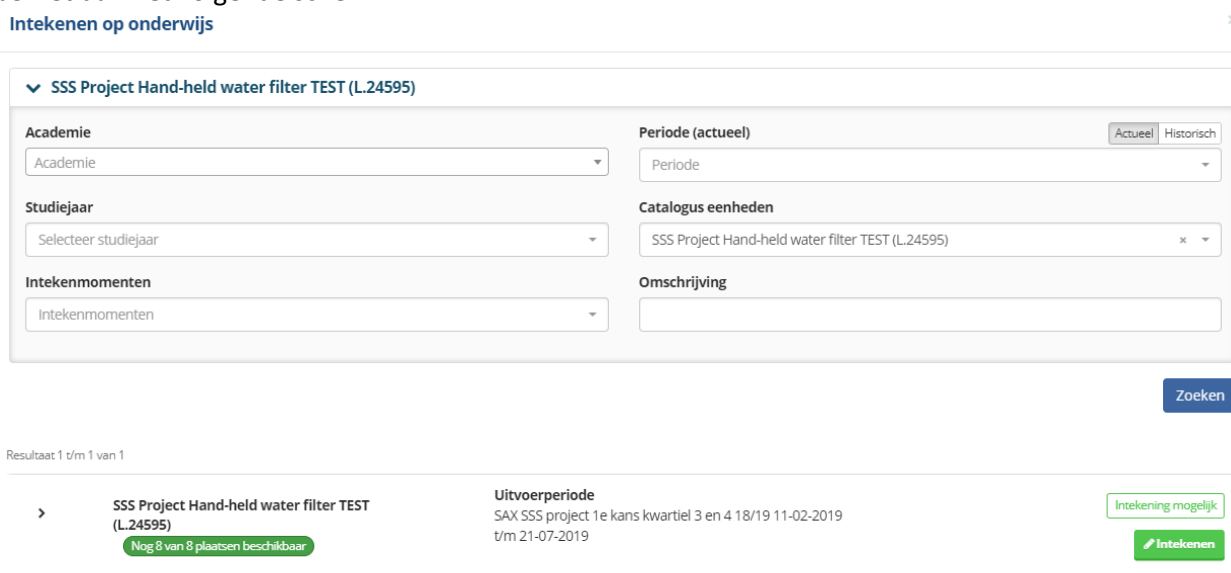 Intekenen op onderwijs
SSS Project Hand-held water filter TEST (L.24595)
Academie
Academie
Periode (actueel)
Actueel Historisch
Periode
Studiejaar
Selecteer studiejaar
Catalogus eenheden
SSS Project Hand-held water filter TEST (L.24595)
Intekenmomenten
Intekenmomenten
Omschrijving
Zoeken
Resultaat 1 t/m 1 van 1
SSS Project Hand-held water filter TEST
(L.24595)
Nog 8 van 8 plaatsen beschikbaar
Uitvoerperiode
SAX SSS project 1e kans kwartiel 3 en 4 18/19 11-02-2019
t/m 21-07-2019
Intekening mogelijk
Intekenen